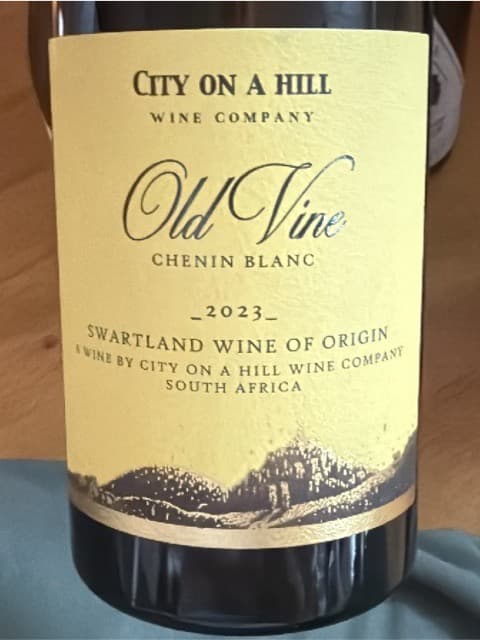 CITY ON A HILL
WINE COMPANY
Old Vine
CHENIN BLANC
_2023_
SWARTLAND WINE OF ORIGIN
A WINE BY CITY ON A HILL WINE COMPANY
SOUTH AFRICA